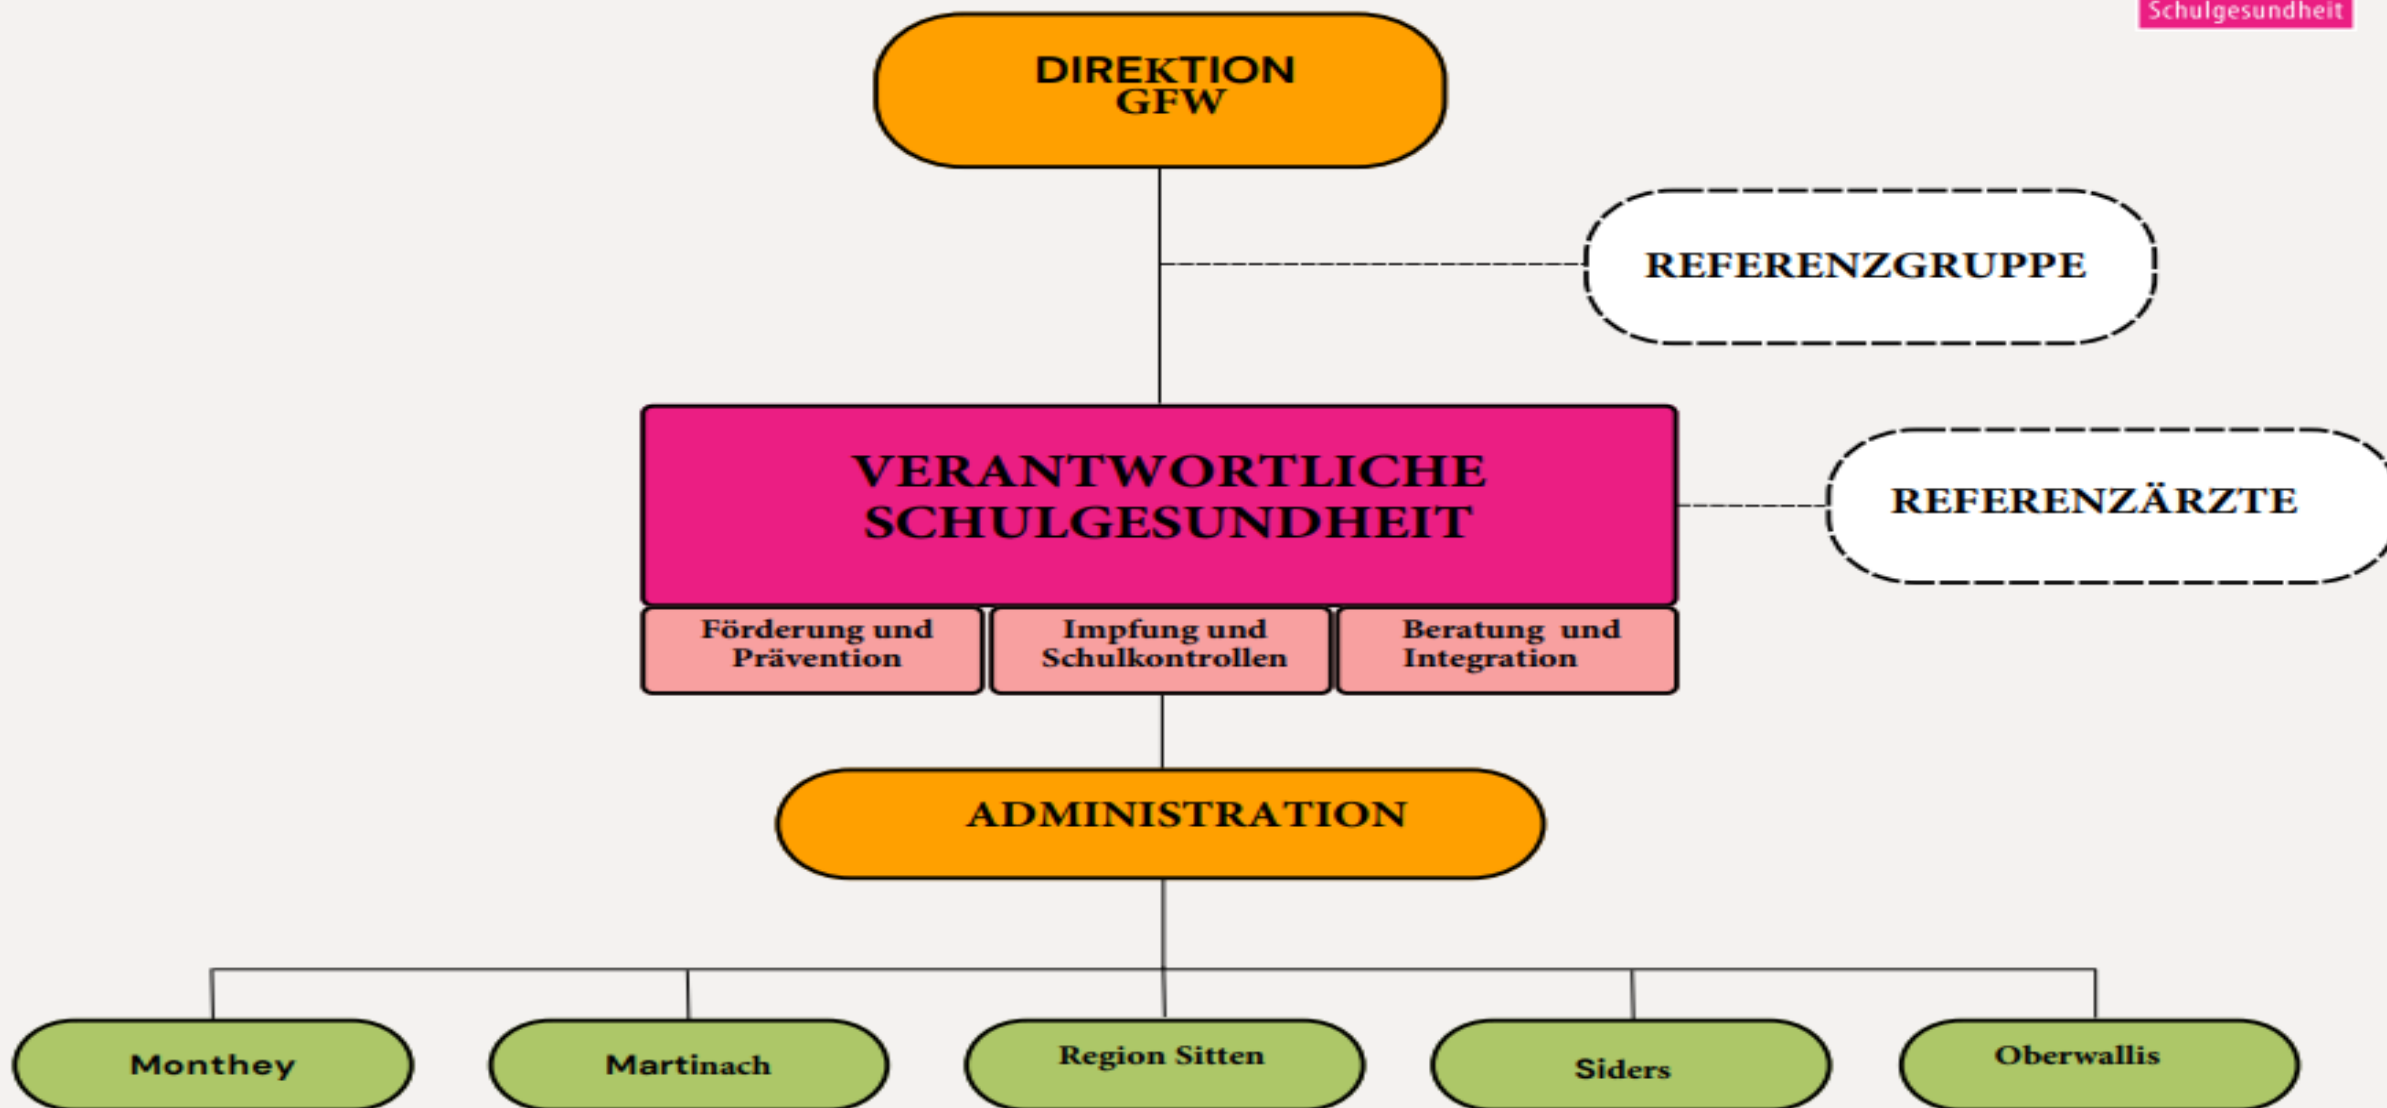 Schulgesundheit
DIREKTION
GFW
REFERENZGRUPPE
VERANTWORTLICHE
SCHULGESUNDHEIT
REFERENZÄRZTE
Förderung und
Prävention
Impfung und
Schulkontrollen
Beratung und
Integration
ADMINISTRATION
Monthey
Martinach
Region Sitten
Siders
Oberwallis